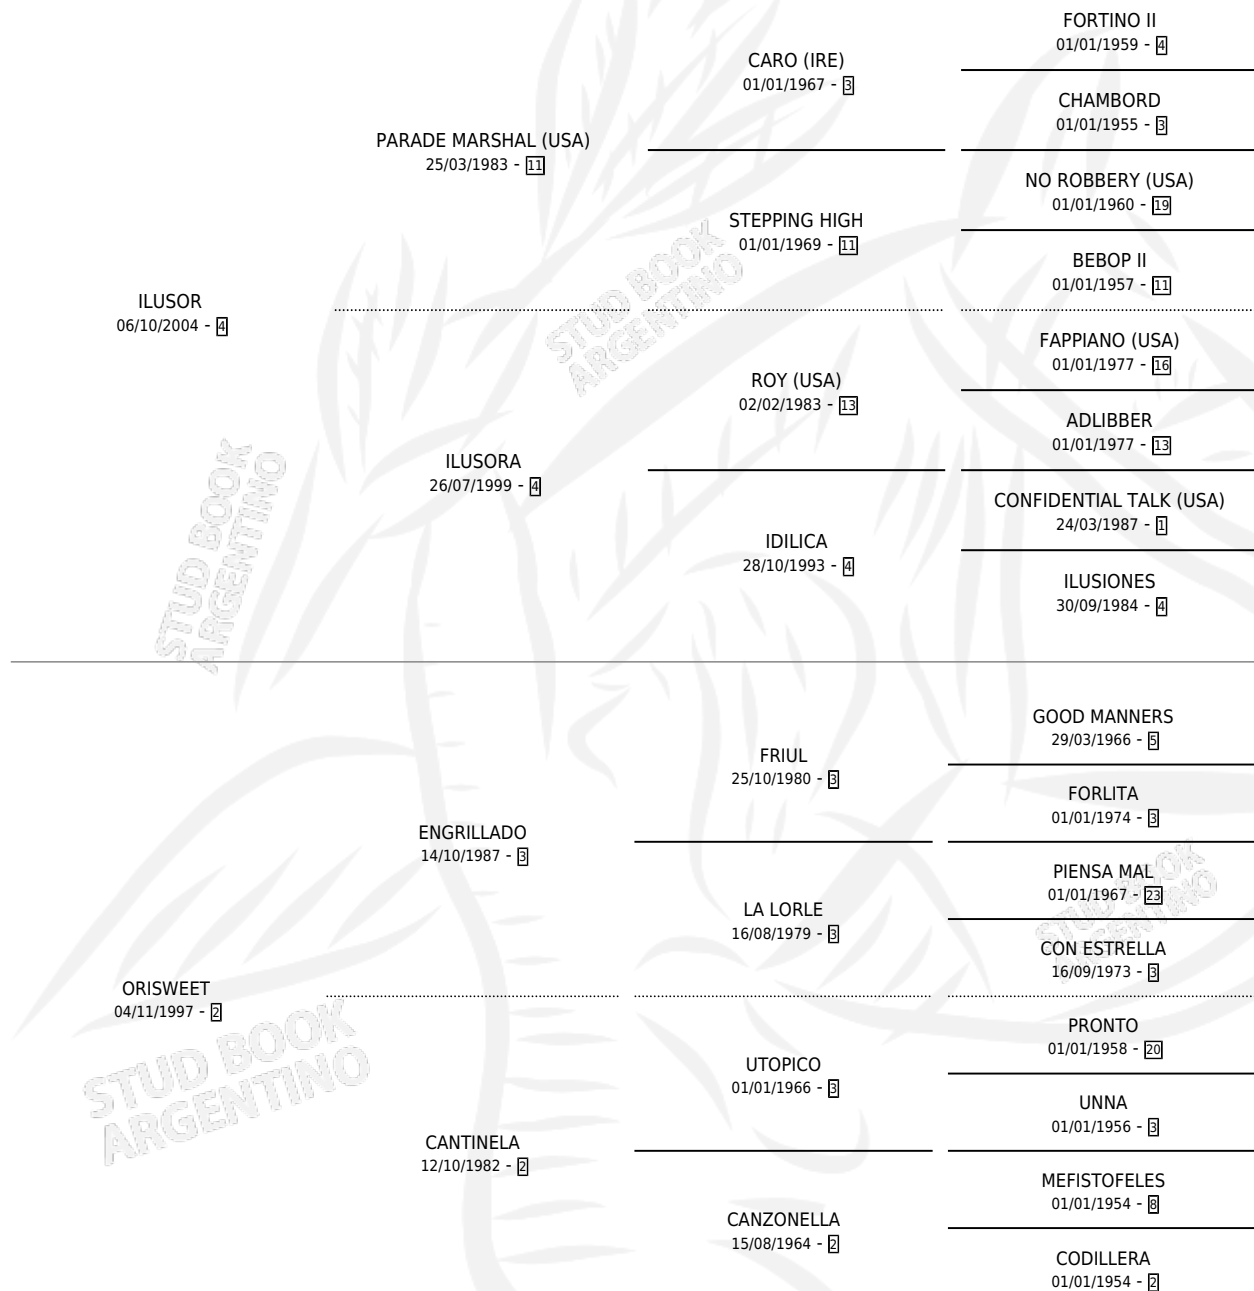 FORTINO II
01/01/1959 - 4
CARO (IRE)
01/01/1967 - 3
CHAMBORD
01/01/1955 - 3
PARADE MARSHAL (USA)
25/03/1983 - 11
NO ROBBERY (USA)
01/01/1960 - 19
STEPPING HIGH
01/01/1969 - 11
BEBOP II
01/01/1957 - 11
ILUSOR
06/10/2004 - 4
FAPPIANO (USA)
01/01/1977 - 16
ROY (USA)
02/02/1983 - 13
ADLIBBER
01/01/1977 - 13
ILUSORA
26/07/1999 - 4
CONFIDENTIAL TALK (USA)
24/03/1987 - 1
IDILICA
28/10/1993 - 4
ILUSIONES
30/09/1984 - 4
GOOD MANNERS
29/03/1966 - 5
FRIUL
25/10/1980 - 3
FORLITA
01/01/1974 - 3
ENGRILLADO
14/10/1987 - 3
PIENSA MAL
01/01/1967 - 23
LA LORLE
16/08/1979 - 3
CON ESTRELLA
16/09/1973 - 3
ORISWEET
04/11/1997 - 2
PRONTO
01/01/1958 - 20
UTOPICO
01/01/1966 - 3
UNNA
01/01/1956 - 3
CANTINELA
12/10/1982 - 2
MEFISTOFELES
01/01/1954 - 8
CANZONELLA
15/08/1964 - 2
CODILLERA
01/01/1954 - 2
STUD BOOK
ARGENTINO
STUD BOOK
ARGENTINO
STUD BOOK
ARGENTINO
STUD BOOK
ARGENTINO